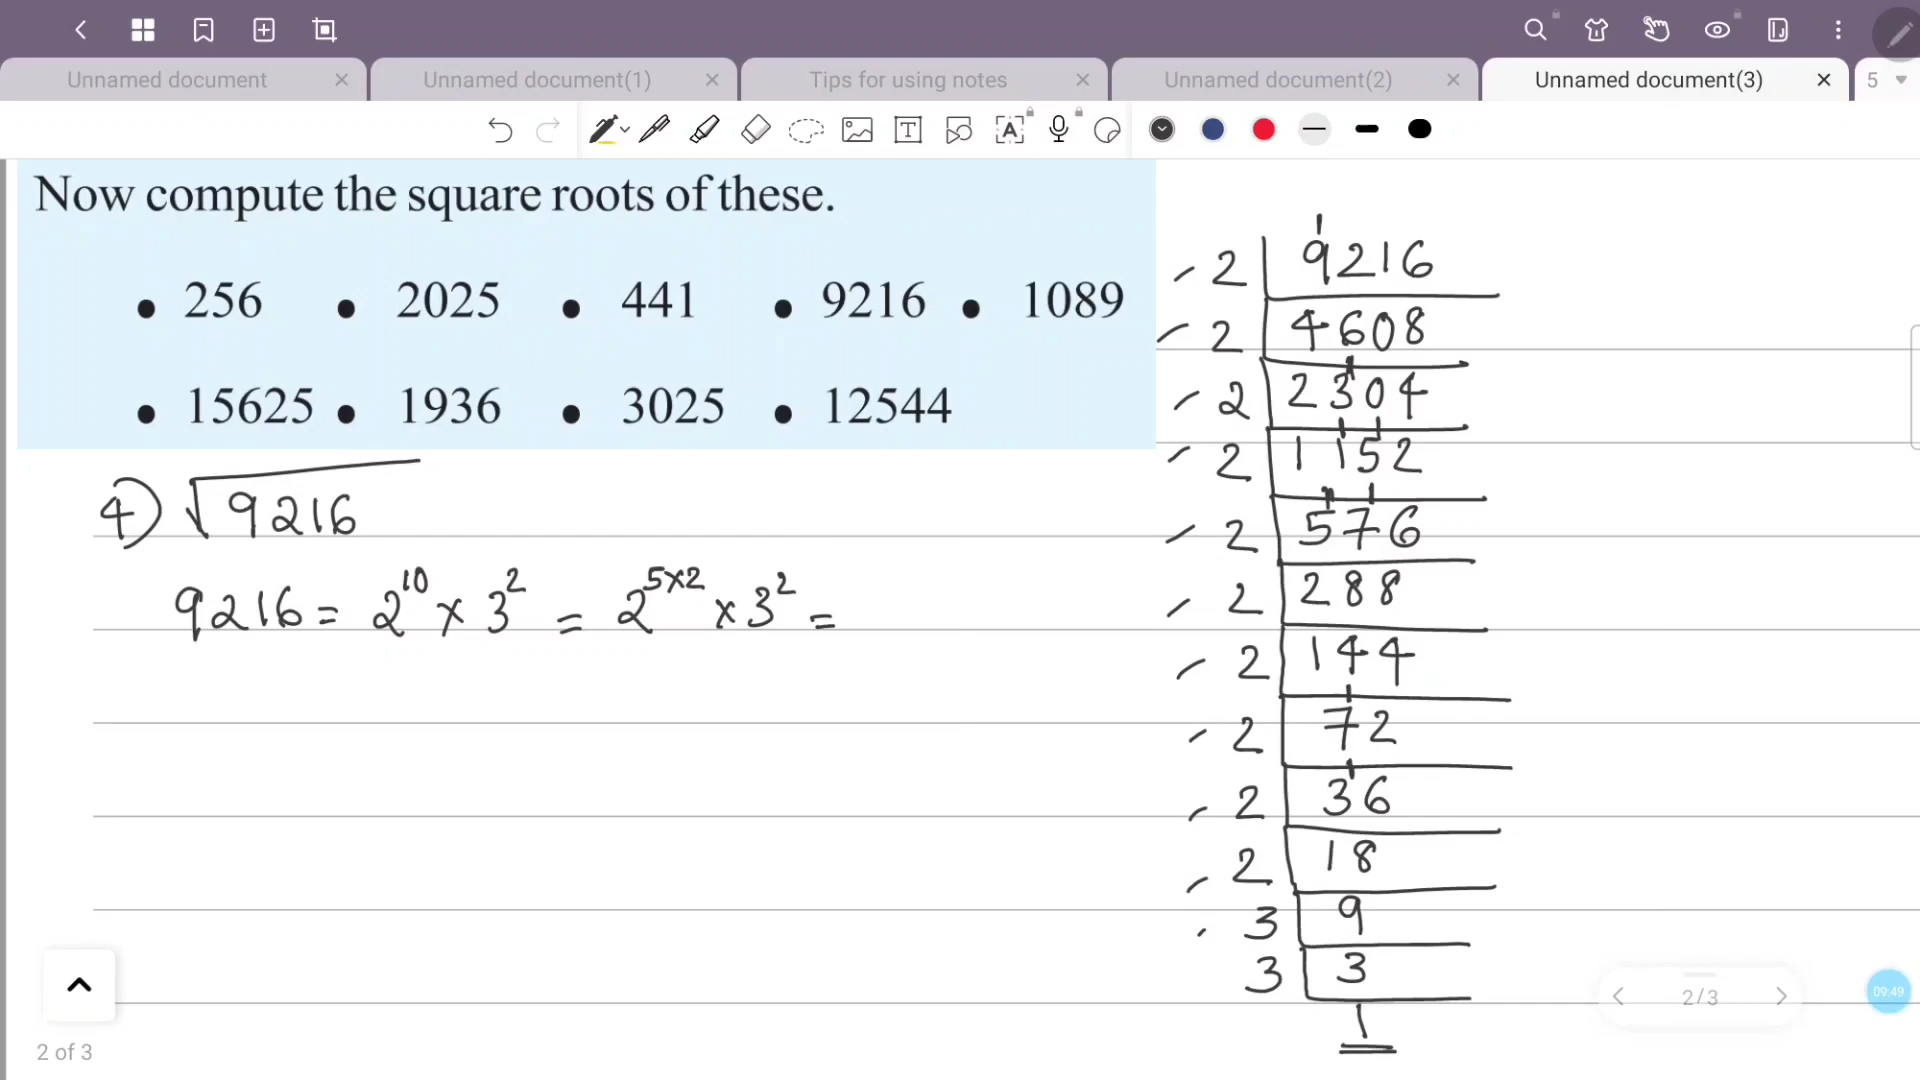 Unnamed document
Unnamed document(1)
Tips for using notes
Unnamed document(2)
Unnamed document(3)
5
Now compute the square roots of these.
• 256 • 2025 • 441 • 9216 • 1089
• 15625 • 1936 • 3025 • 12544
4) √9216
9216 = 2^10 × 3^2 = 2^5×2 × 3^2 =
2 | 9216
2 | 4608
2 | 2304
2 | 1152
2 | 576
2 | 288
2 | 144
2 | 72
2 | 36
2 | 18
3 | 9
3 | 3
1
2/3
09:49
2 of 3